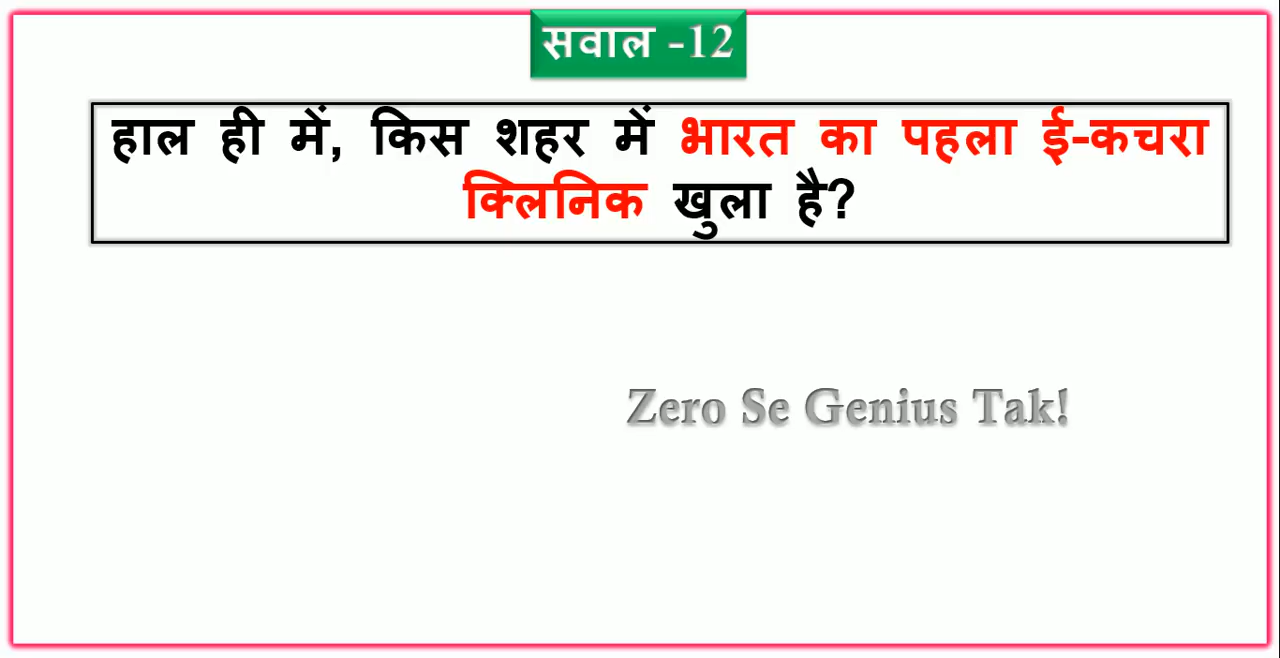 सवाल -12
हाल ही में, किस शहर में भारत का पहला ई-कचरा
क्लिनिक खुला है?
Zero Se Genius Tak!